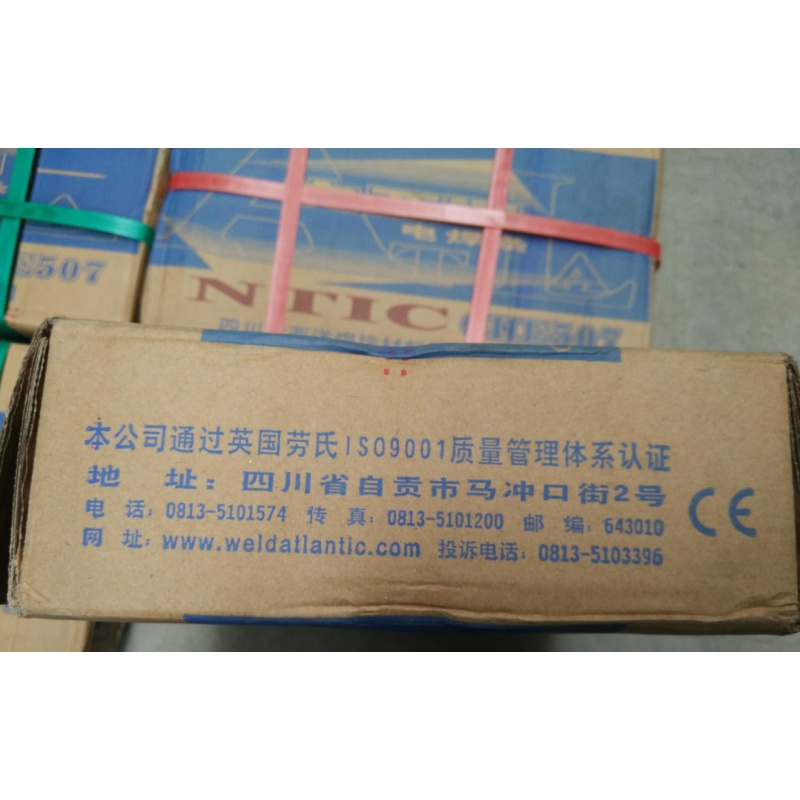 507
电焊条
NTIC CHE507
本公司通过英国劳氏ISO9001质量管理体系认证
地 址：四川省自贡市马冲口街2号
电 话：0813-5101574 传 真：0813-5101200 邮 编：643010
网 址：www.weldatlantic.com 投诉电话：0813-5103396
CE